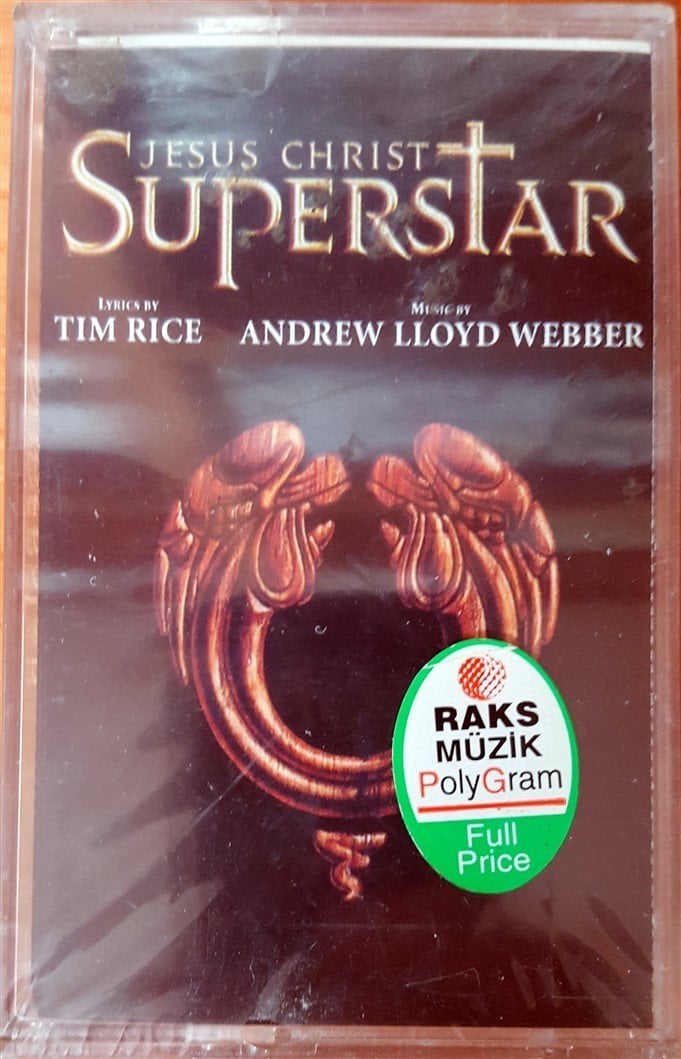 JESUS CHRIST
SUPERSTAR
LYRICS BY
TIM RICE
MUSIC BY
ANDREW LLOYD WEBBER
RAKS
MÜZİK
PolyGram
Full
Price